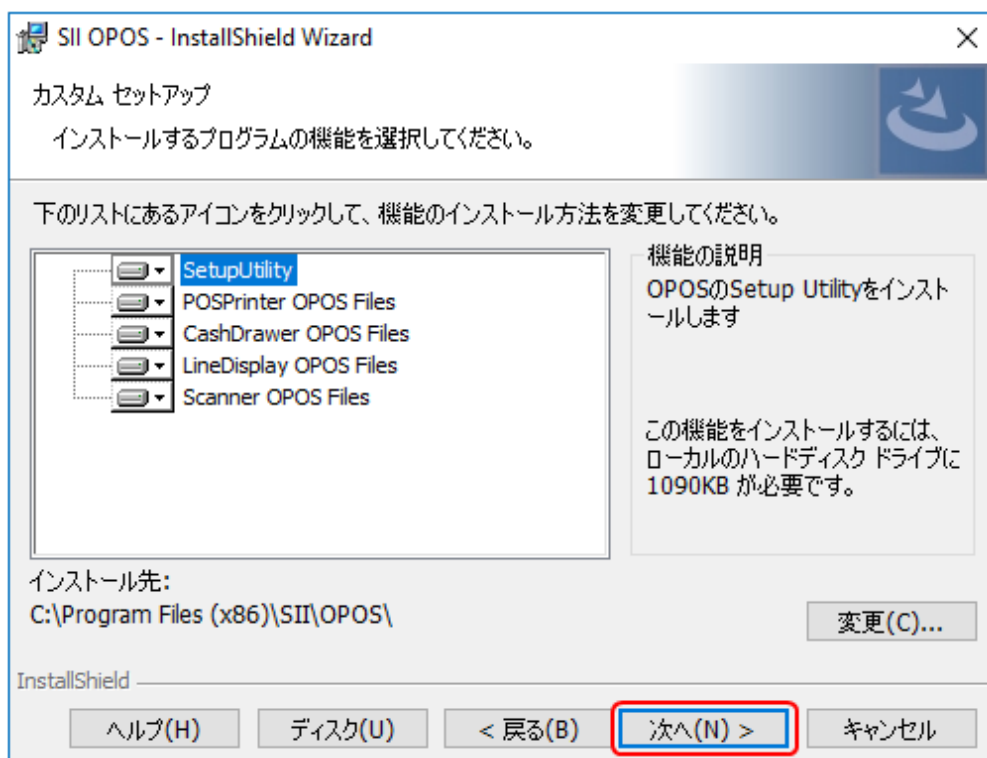 SII OPOS - InstallShield Wizard
カスタム セットアップ
インストールするプログラムの機能を選択してください。
下のリストにあるアイコンをクリックして、機能のインストール方法を変更してください。
SetupUtility
POSPrinter OPOS Files
CashDrawer OPOS Files
LineDisplay OPOS Files
Scanner OPOS Files
機能の説明
OPOSのSetup Utilityをインスト
ールします
この機能をインストールするには、
ローカルのハードディスク ドライブに
1090KB が必要です。
インストール先:
C:\Program Files (x86)\SII\OPOS\
変更(C)...
InstallShield
ヘルプ(H)
ディスク(U)
< 戻る(B)
次へ(N) >
キャンセル